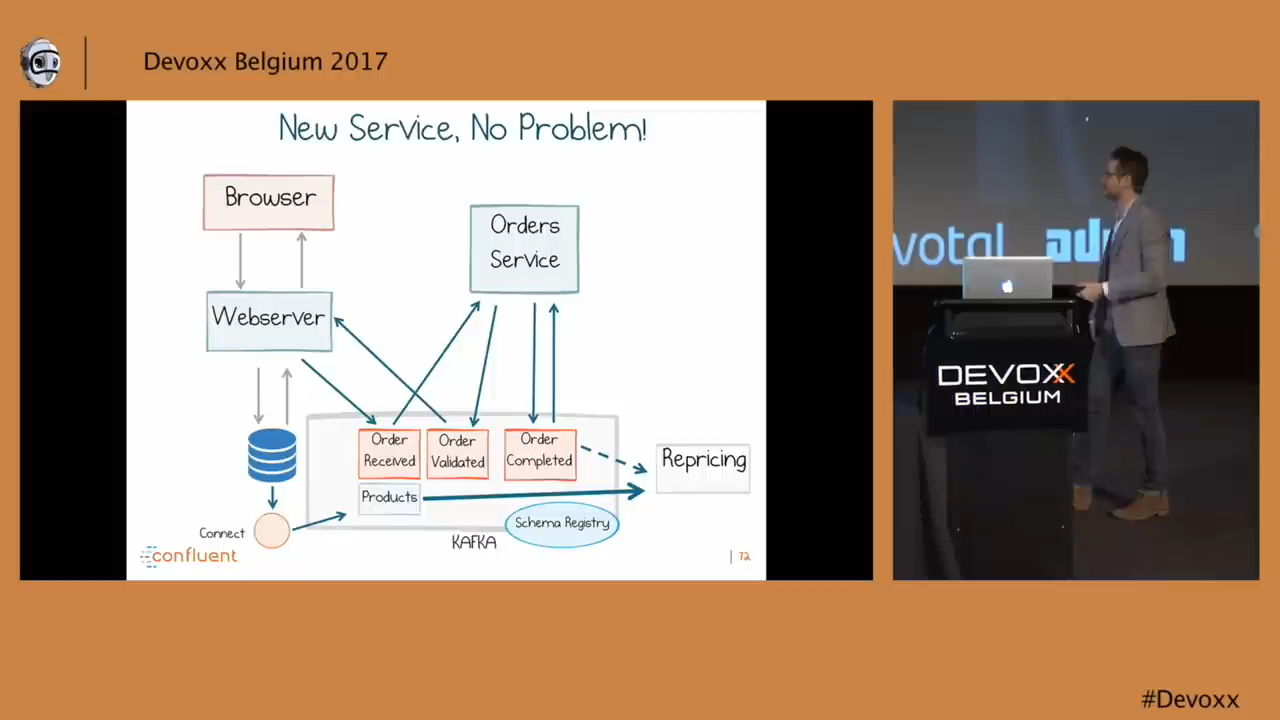 Devoxx Belgium 2017
New Service, No Problem!
Browser
Orders
Service
Webserver
Order
Received
Order
Validated
Order
Completed
Repricing
Products
Schema Registry
Connect
KAFKA
confluent
| 72
votal
DEVOXX
BELGIUM
#Devoxx